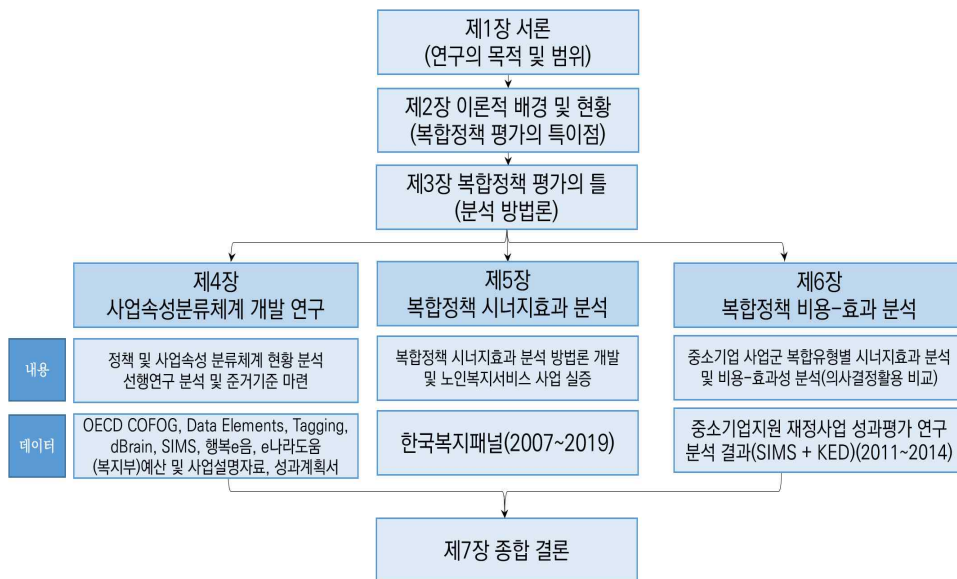 제1장 서론
(연구의 목적 및 범위)
제2장 이론적 배경 및 현황
(복합정책 평가의 특이점)
제3장 복합정책 평가의 틀
(분석 방법론)
제4장
사업속성분류체계 개발 연구
제5장
복합정책 시너지효과 분석
제6장
복합정책 비용-효과 분석
내용
정책 및 사업속성 분류체계 현황 분석
선행연구 분석 및 준거기준 마련
복합정책 시너지효과 분석 방법론 개발
및 노인복지서비스 사업 실증
중소기업 사업군 복합유형별 시너지효과 분석
및 비용-효과성 분석(의사결정활용 비교)
데이터
OECD COFOG, Data Elements, Tagging,
dBrain, SIMS, 행복e음, e나라도움
(복지부)예산 및 사업설명자료, 성과계획서
한국복지패널(2007~2019)
중소기업지원 재정사업 성과평가 연구
분석 결과(SIMS + KED)(2011~2014)
제7장 종합 결론